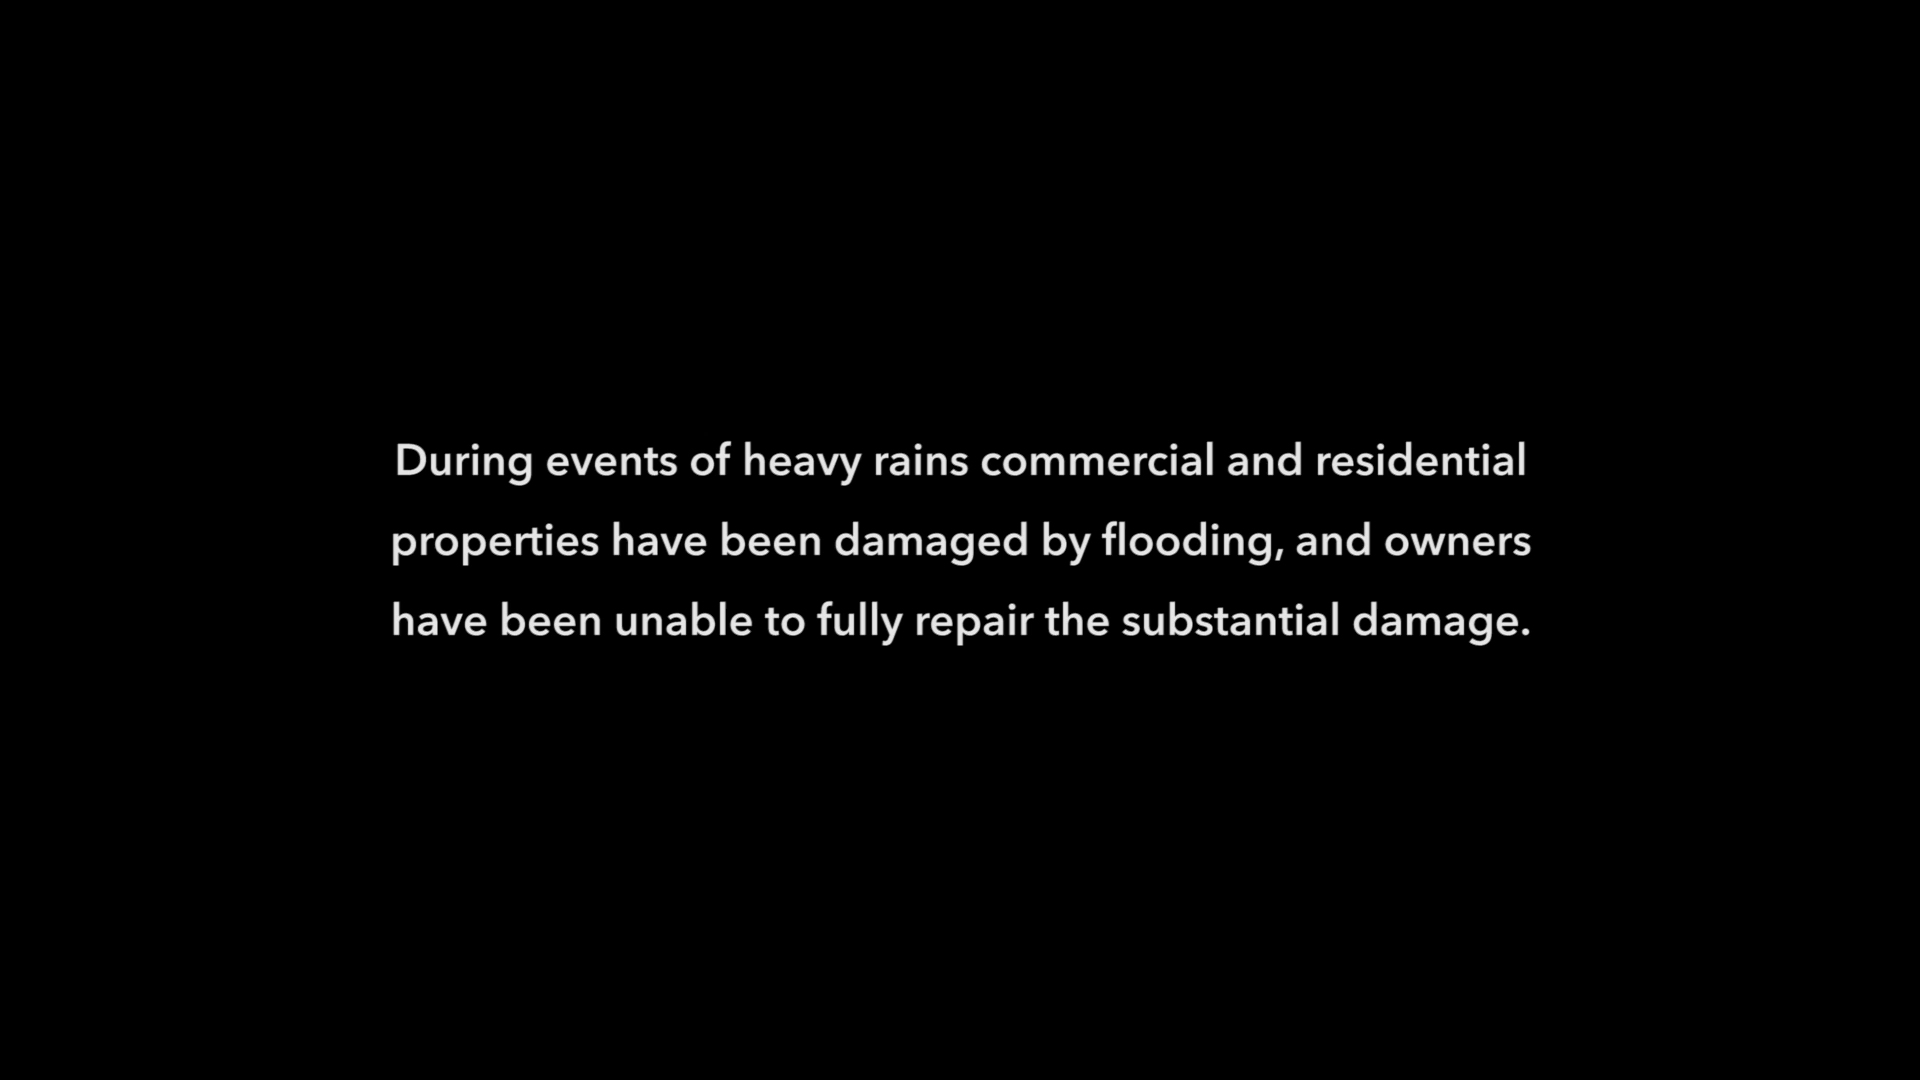 During events of heavy rains commercial and residential
properties have been damaged by flooding, and owners
have been unable to fully repair the substantial damage.